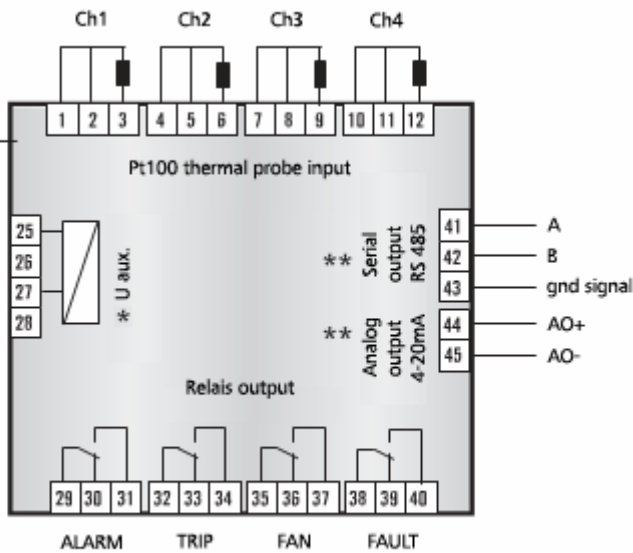 Ch1 Ch2 Ch3 Ch4
1 2 3 4 5 6 7 8 9 10 11 12
Pt100 thermal probe input
25
26
27
28
* U aux.
** Serial
output
RS 485
** Analog
output
4-20mA
41 A
42 B
43 gnd signal
44 AO+
45 AO-
Relais output
29 30 31 32 33 34 35 36 37 38 39 40
ALARM TRIP FAN FAULT